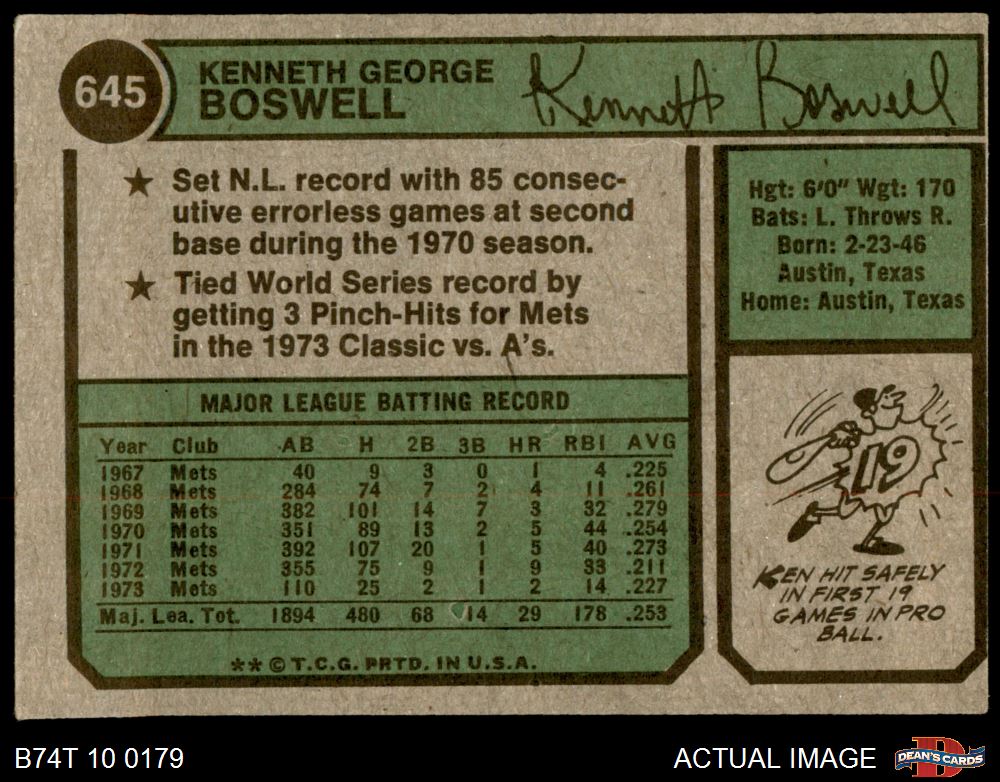 645
KENNETH GEORGE
BOSWELL
Kenneth Boswell
★ Set N.L. record with 85 consec-
utive errorless games at second
base during the 1970 season.
★ Tied World Series record by
getting 3 Pinch-Hits for Mets
in the 1973 Classic vs. A's.
Hgt: 6'0" Wgt: 170
Bats: L. Throws R.
Born: 2-23-46
Austin, Texas
Home: Austin, Texas
MAJOR LEAGUE BATTING RECORD
Year Club AB H 2B 3B HR RBI AVG
1967 Mets 40 9 3 0 1 4 .225
1968 Mets 284 74 7 2 4 11 .261
1969 Mets 382 101 14 7 3 32 .279
1970 Mets 351 89 13 2 5 44 .254
1971 Mets 392 107 20 1 5 40 .273
1972 Mets 355 75 9 1 9 33 .211
1973 Mets 110 25 2 1 2 14 .227
Maj. Lea. Tot. 1894 480 68 14 29 178 .253
** © T.C.G. PRTD. IN U.S.A.
19
KEN HIT SAFELY
IN FIRST 19
GAMES IN PRO
BALL.
B74T 10 0179
ACTUAL IMAGE
D
DEAN'S CARDS